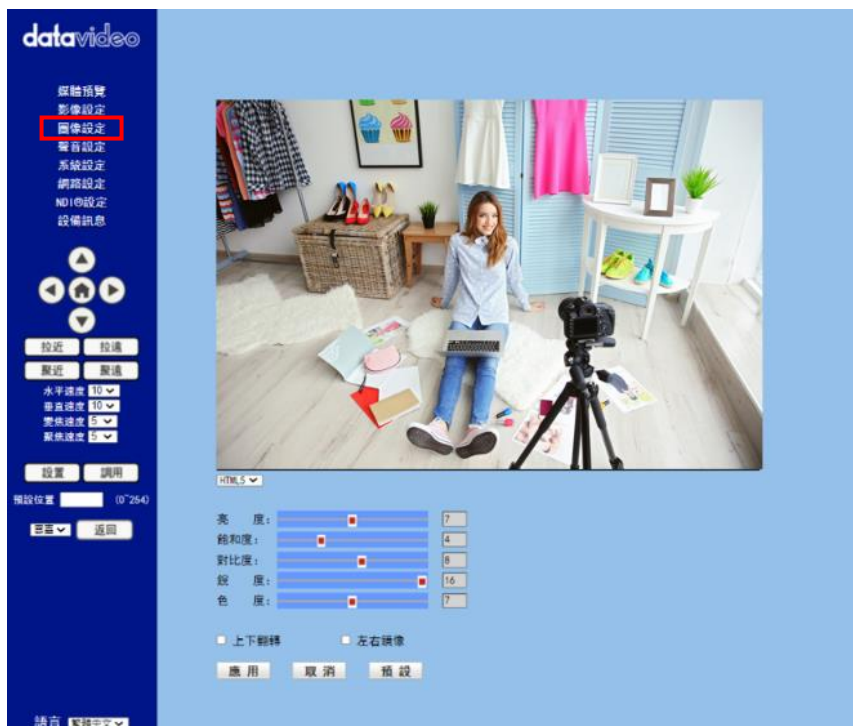 datavideo
媒體預覽
影像設定
圖像設定
聲音設定
系統設定
網路設定
NDI®設定
設備訊息
拉近 拉遠
聚近 聚遠
水平速度 10
垂直速度 10
變焦速度 5
聚焦速度 5
設置 調用
預設位置 (0~254)
返回
HTML5
亮 度: 7
飽和度: 4
對比度: 8
銳 度: 16
色 度: 7
上下翻轉 左右鏡像
應用 取消 預設
語言 繁體中文